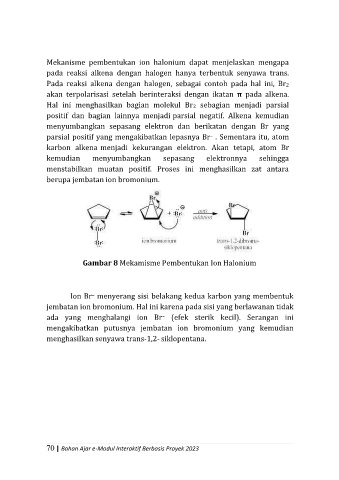 Mekanisme pembentukan ion halonium dapat menjelaskan mengapa
pada reaksi alkena dengan halogen hanya terbentuk senyawa trans.
Pada reaksi alkena dengan halogen, sebagai contoh pada hal ini, Br₂
akan terpolarisasi setelah berinteraksi dengan ikatan π pada alkena.
Hal ini menghasilkan bagian molekul Br₂ sebagian menjadi parsial
positif dan bagian lainnya menjadi parsial negatif. Alkena kemudian
menyumbangkan sepasang elektron dan berikatan dengan Br yang
parsial positif yang mengakibatkan lepasnya Br⁻ . Sementara itu, atom
karbon alkena menjadi kekurangan elektron. Akan tetapi, atom Br
kemudian menyumbangkan sepasang elektronnya sehingga
menstabilkan muatan positif. Proses ini menghasilkan zat antara
berupa jembatan ion bromonium.
Br + Br Br
Br Br
Br ion bromonium trans-1,2-dibromo-
siklopentana
Gambar 8 Mekamisme Pembentukan Ion Halonium
Ion Br⁻ menyerang sisi belakang kedua karbon yang membentuk
jembatan ion bromonium. Hal ini karena pada sisi yang berlawanan tidak
ada yang menghalangi ion Br⁻ (efek sterik kecil). Serangan ini
mengakibatkan putusnya jembatan ion bromonium yang kemudian
menghasilkan senyawa trans-1,2- siklopentana.
70 | Bahan Ajar e-Modul Interaktif Berbasis Proyek 2023